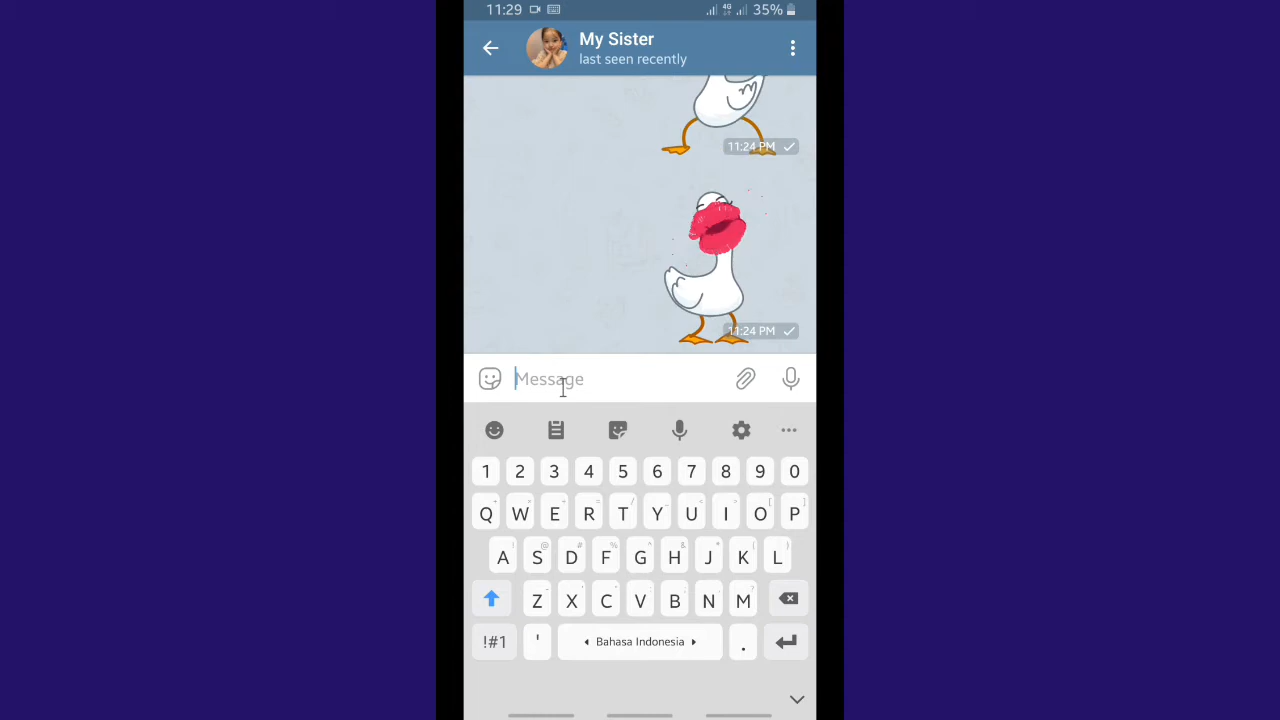 11:29 35%
My Sister
last seen recently
11:24 PM
11:24 PM
Message
1 2 3 4 5 6 7 8 9 0
Q W E R T Y U I O P
A S D F G H J K L
Z X C V B N M
!#1 ' Bahasa Indonesia .